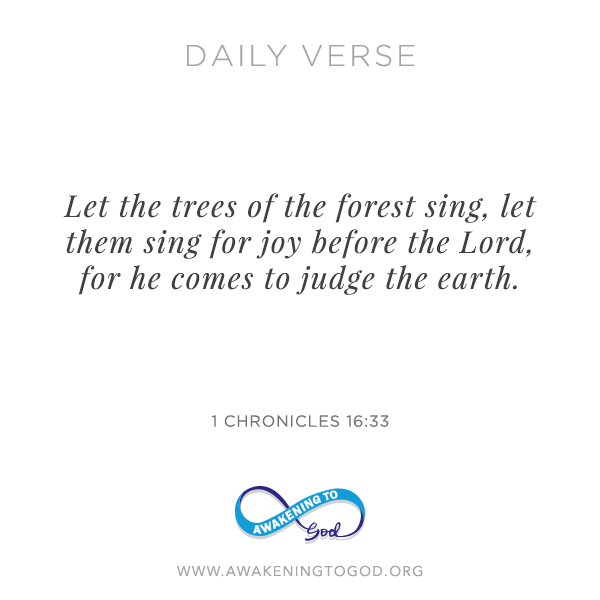 DAILY VERSE
Let the trees of the forest sing, let
them sing for joy before the Lord,
for he comes to judge the earth.
1 CHRONICLES 16:33
AWAKENING TO
God
WWW.AWAKENINGTOGOD.ORG